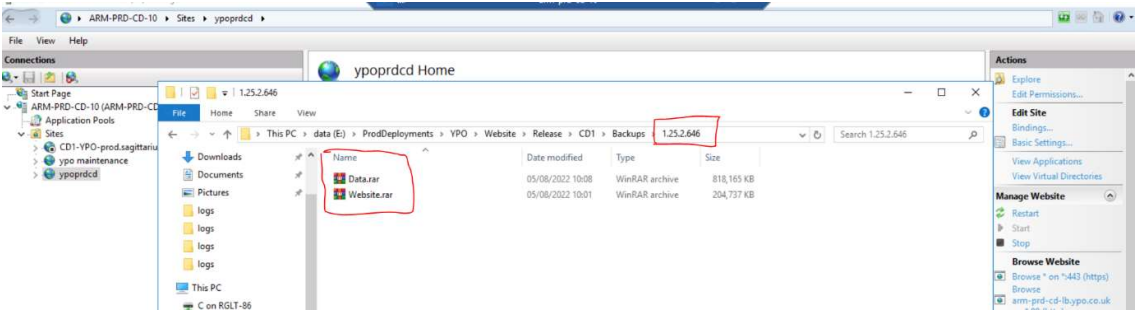 ARM-PRD-CD-10 ▸ Sites ▸ ypoprdcd ▸
File View Help
Connections
Start Page
ARM-PRD-CD-10 (ARM-PRD-CD
Application Pools
Sites
CD1-YPO-prod.sagittariu
ypo maintenance
ypoprdcd
ypoprdcd Home
1.25.2.646
File Home Share View
This PC > data (E:) > ProdDeployments > YPO > Website > Release > CD1 > Backups > 1.25.2.646
Search 1.25.2.646
Downloads
Documents
Pictures
logs
logs
logs
logs
This PC
C on RGLT-86
Name Date modified Type Size
Data.rar 05/08/2022 10:08 WinRAR archive 818,165 KB
Website.rar 05/08/2022 10:01 WinRAR archive 204,737 KB
Actions
Explore
Edit Permissions...
Edit Site
Bindings...
Basic Settings...
View Applications
View Virtual Directories
Manage Website
Restart
Start
Stop
Browse Website
Browse * on *:443 (https)
Browse
arm-prd-cd-lb.ypo.co.uk